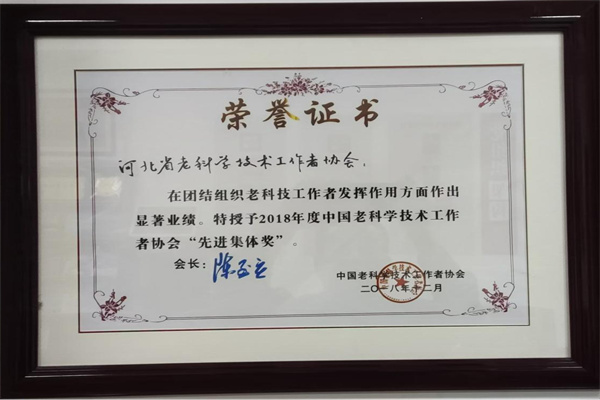 荣誉证书
河北省老科学技术工作者协会：
在团结组织老科技工作者发挥作用方面作出
显著业绩。特授予2018年度中国老科学技术工作
者协会“先进集体奖”。
会长：陈至立
中国老科学技术工作者协会
二〇一八年十二月